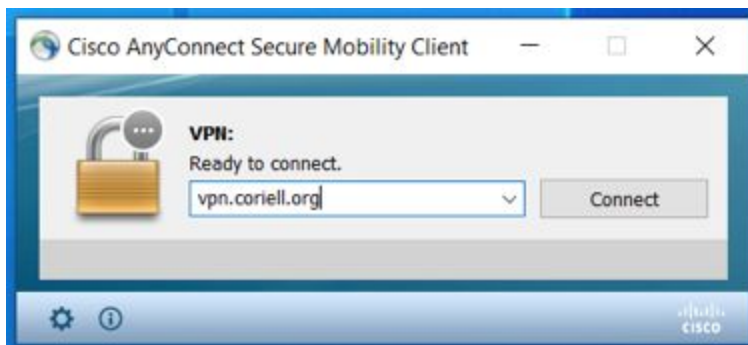 Cisco AnyConnect Secure Mobility Client
VPN:
Ready to connect.
vpn.coriell.org
Connect
CISCO